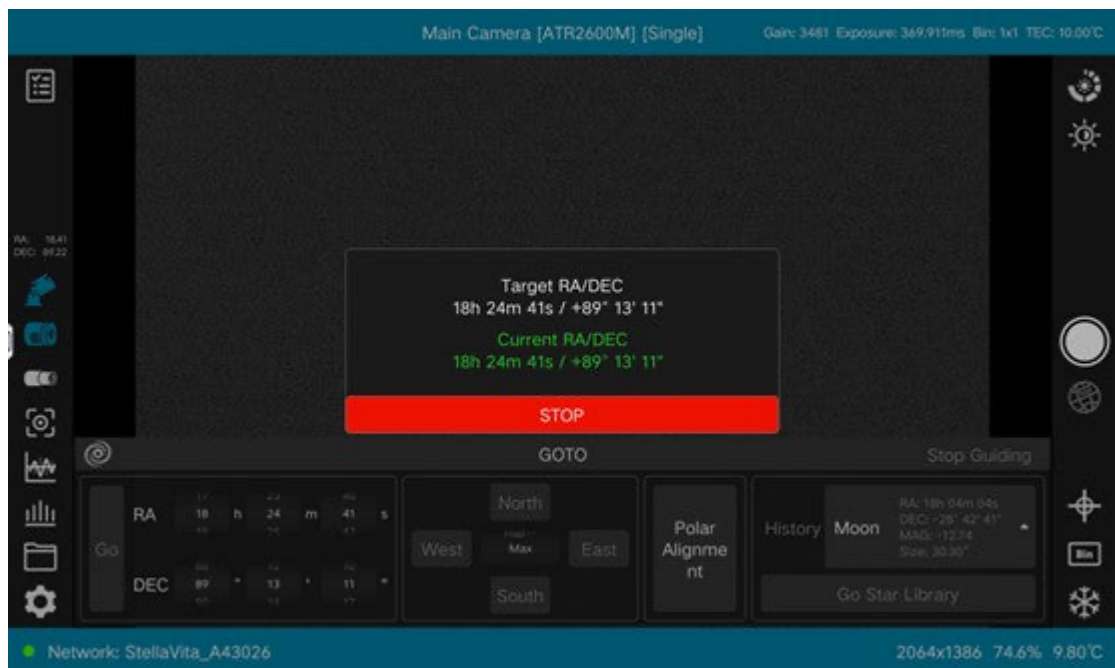 Main Camera [ATR2600M] [Single]
Gain: 3481 Exposure: 369.911ms Bin: 1x1 TEC: 10.00°C
RA: 18.41
DEC: 89.22
Target RA/DEC
18h 24m 41s / +89° 13' 11"
Current RA/DEC
18h 24m 41s / +89° 13' 11"
STOP
GOTO
Stop Guiding
Go
RA 18 h 24 m 41 s
DEC 89 ° 13 ' 11 "
North
West
Max
East
South
Polar
Alignme
nt
History
Moon
RA: 18h 04m 04s
DEC: -28° 42' 41"
MAG: -12.74
Size: 30.30"
Go Star Library
Bin
Network: StellaVita_A43026
2064x1386 74.6% 9.80°C